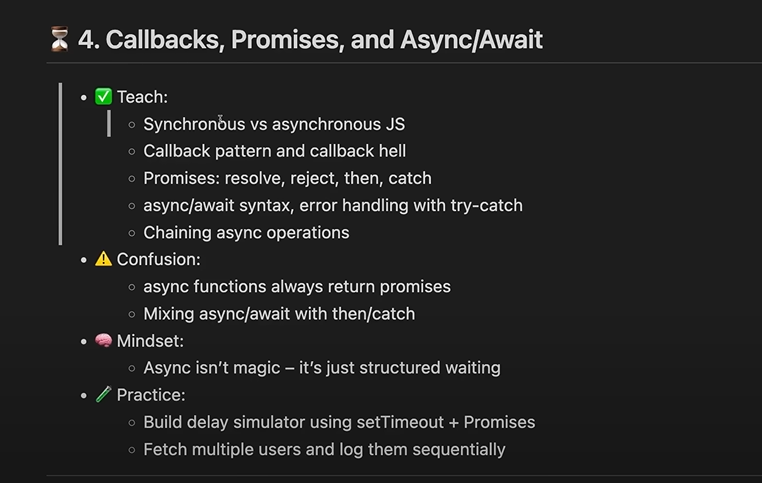 ⏳ 4. Callbacks, Promises, and Async/Await
• ✅ Teach:
○ Synchronous vs asynchronous JS
○ Callback pattern and callback hell
○ Promises: resolve, reject, then, catch
○ async/await syntax, error handling with try-catch
○ Chaining async operations
• ⚠️ Confusion:
○ async functions always return promises
○ Mixing async/await with then/catch
• 🧠 Mindset:
○ Async isn’t magic – it’s just structured waiting
• 🧪 Practice:
○ Build delay simulator using setTimeout + Promises
○ Fetch multiple users and log them sequentially